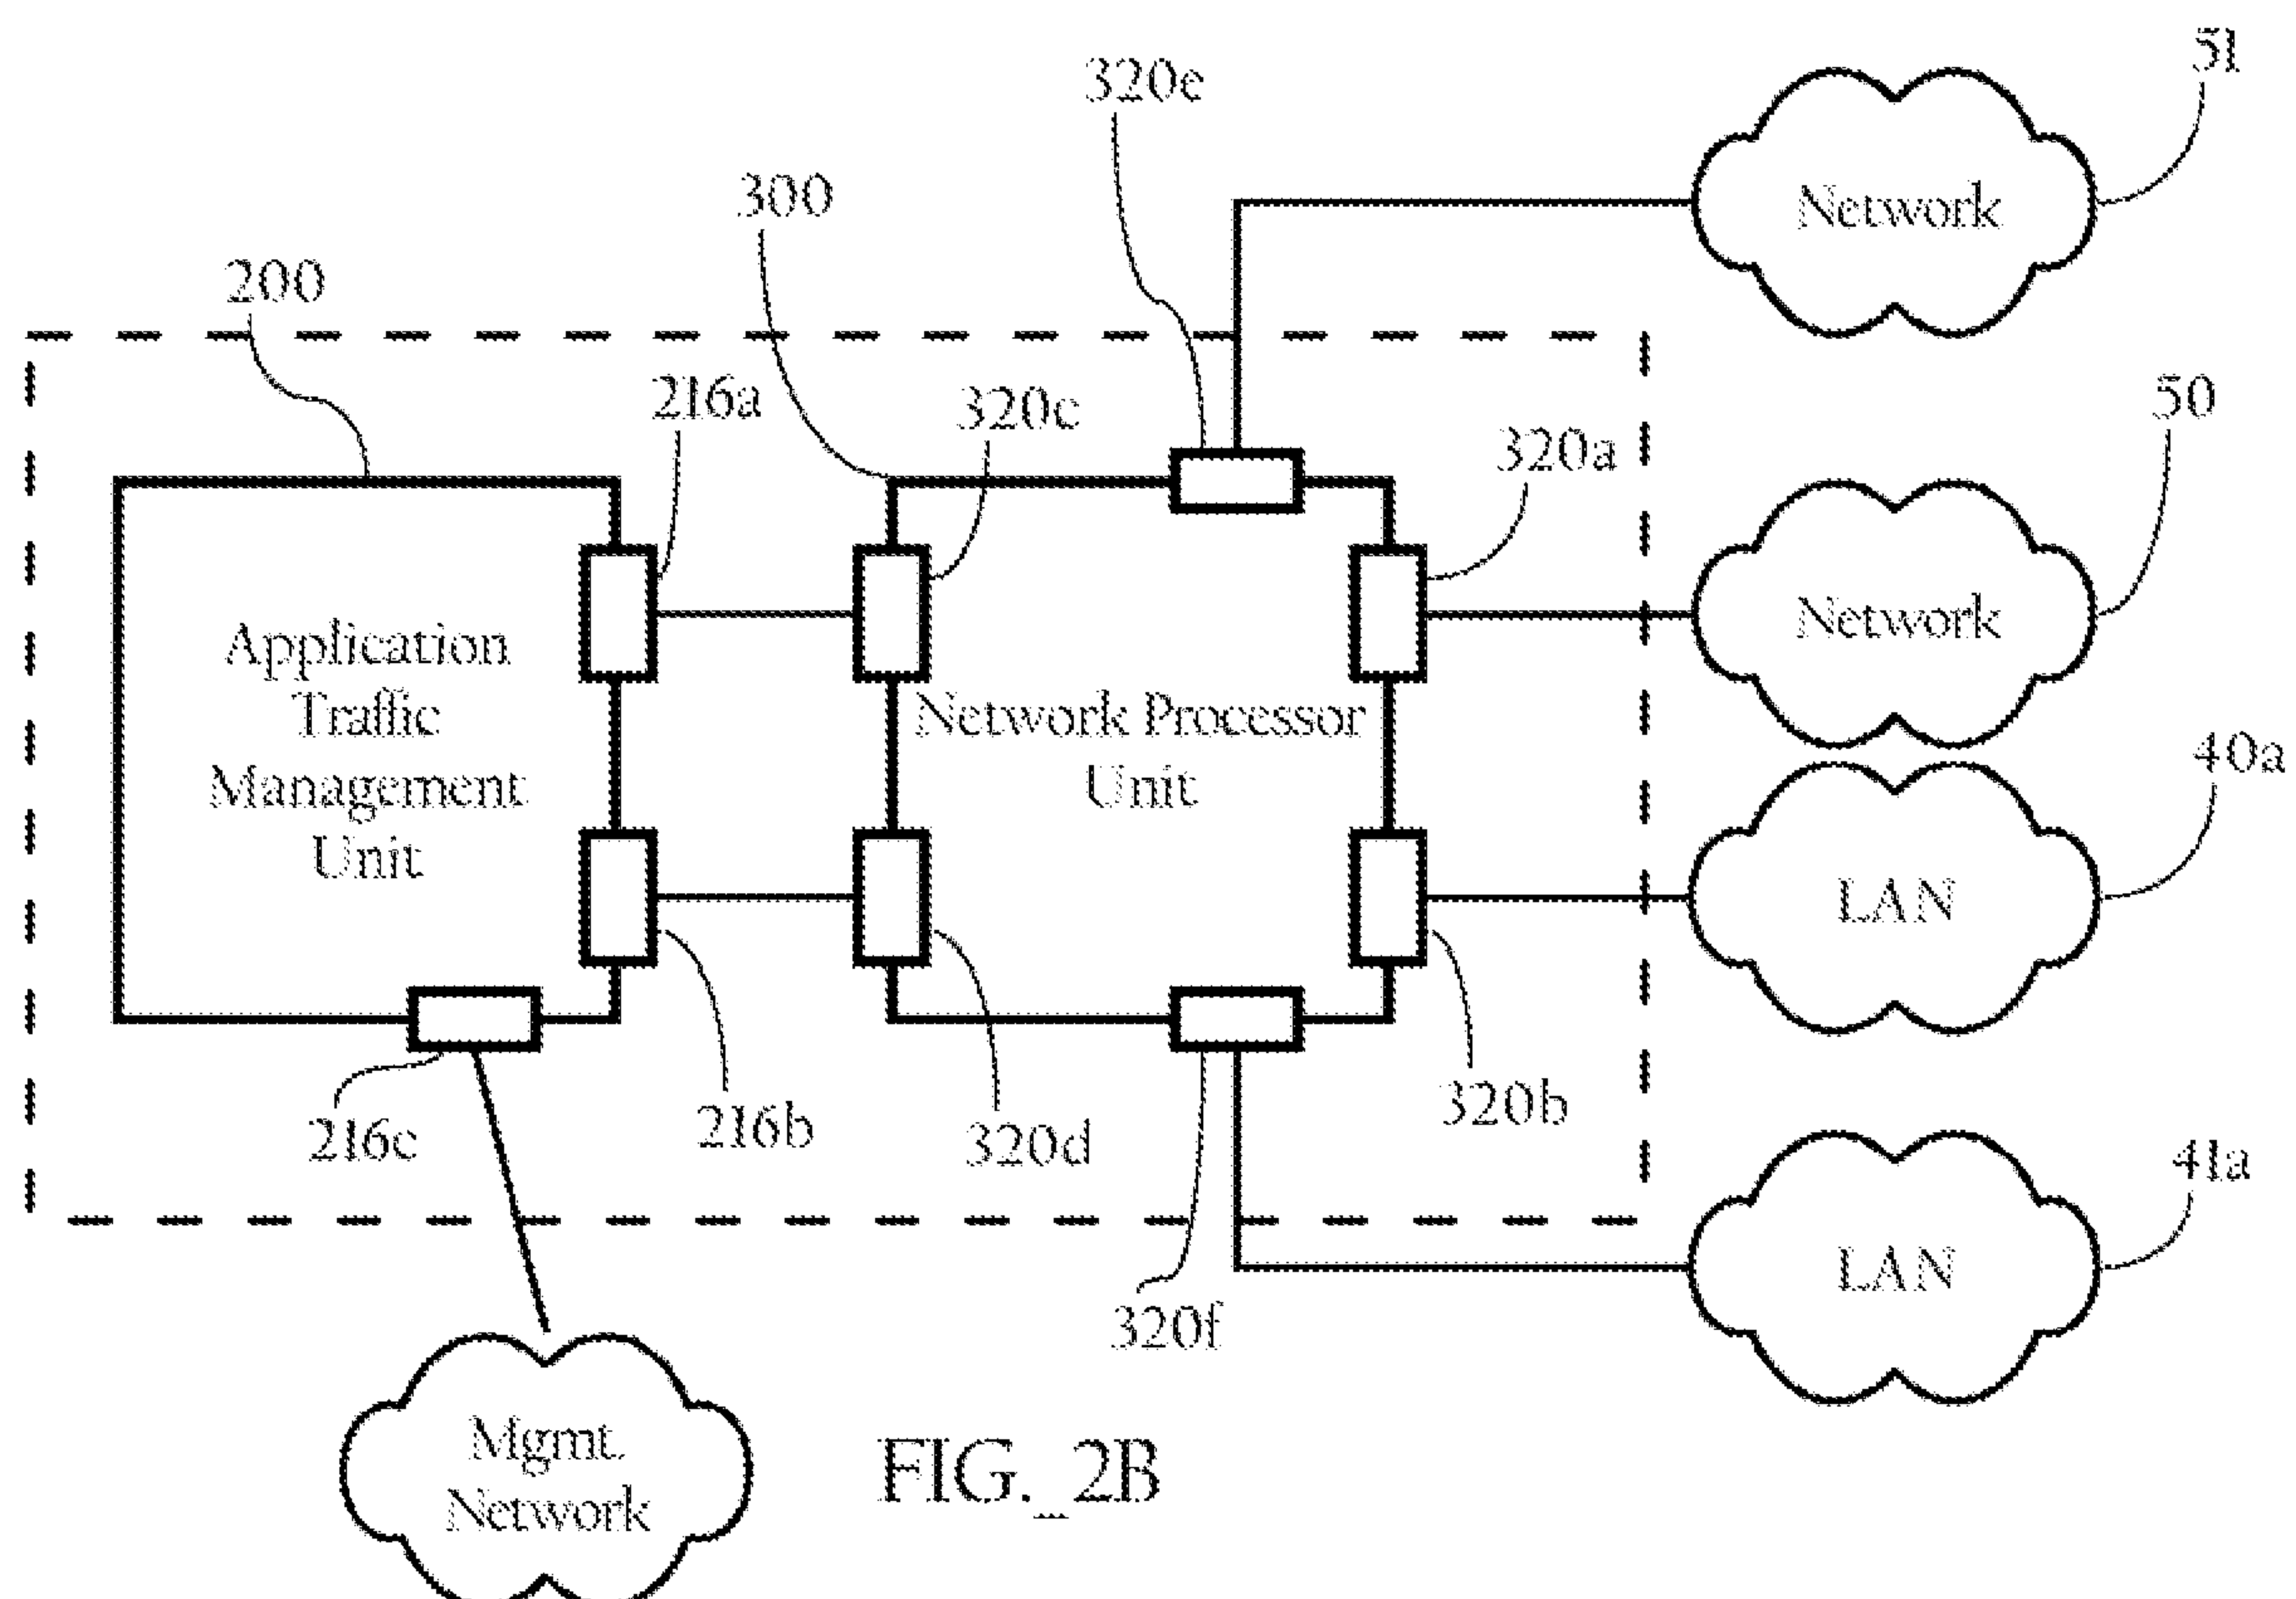 51
320e
Network
300
200
50
216a
320c
320a
Network
Application
Traffic
Management
Unit
Network Processor
Unit
40a
LAN
320b
216b
216c
320d
41a
LAN
320f
Mgmt.
Network
FIG._2B